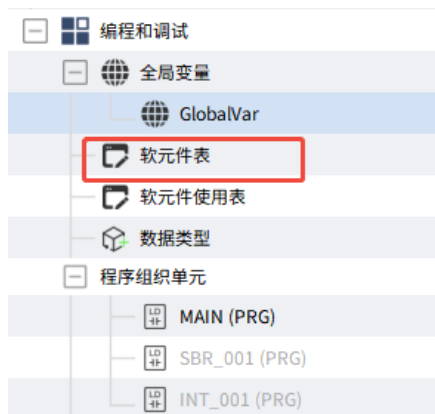 编程和调试
全局变量
GlobalVar
软元件表
软元件使用表
数据类型
程序组织单元
MAIN (PRG)
SBR_001 (PRG)
INT_001 (PRG)